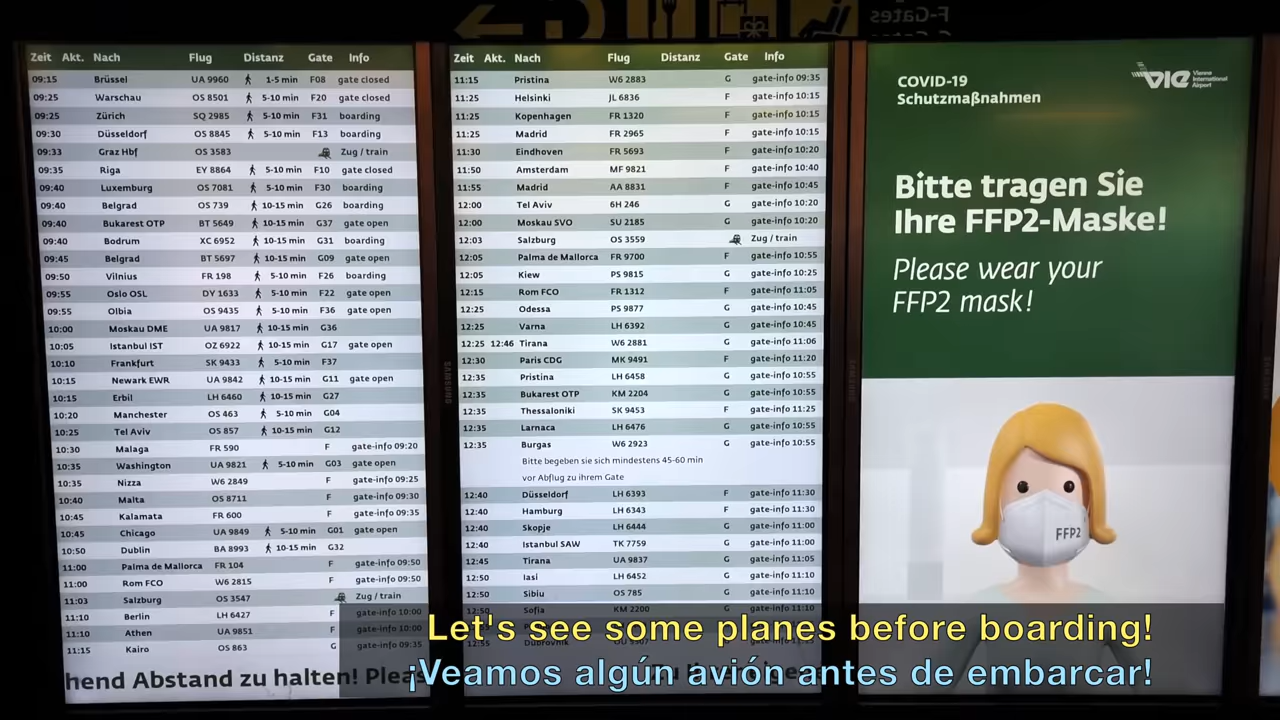 F-Gates
Zeit Akt. Nach Flug Distanz Gate Info
09:15 Brüssel UA 9960 1-5 min F08 gate closed
09:25 Warschau OS 8501 5-10 min F20 gate closed
09:25 Zürich SQ 2985 5-10 min F31 boarding
09:30 Düsseldorf OS 8845 5-10 min F13 boarding
09:33 Graz Hbf OS 3583 Zug / train
09:35 Riga EY 8864 5-10 min F10 gate closed
09:40 Luxemburg OS 7081 5-10 min F30 boarding
09:40 Belgrad OS 739 10-15 min G26 boarding
09:40 Bukarest OTP BT 5649 10-15 min G37 gate open
09:40 Bodrum XC 6952 10-15 min G31 boarding
09:45 Belgrad BT 5697 10-15 min G09 gate open
09:50 Vilnius FR 198 5-10 min F26 boarding
09:55 Oslo OSL DY 1633 5-10 min F22 gate open
09:55 Olbia OS 9435 5-10 min F36 gate open
10:00 Moskau DME UA 9817 10-15 min G36
10:05 Istanbul IST OZ 6922 10-15 min G17 gate open
10:10 Frankfurt SK 9433 5-10 min F37
10:15 Newark EWR UA 9842 10-15 min G11 gate open
10:15 Erbil LH 6460 10-15 min G27
10:20 Manchester OS 463 5-10 min G04
10:25 Tel Aviv OS 857 10-15 min G12
10:30 Malaga FR 590 F gate-info 09:20
10:35 Washington UA 9821 5-10 min G03 gate open
10:35 Nizza W6 2849 F gate-info 09:25
10:40 Malta OS 8711 F gate-info 09:30
10:45 Kalamata FR 600 F gate-info 09:35
10:45 Chicago UA 9849 5-10 min G01 gate open
10:50 Dublin BA 8993 10-15 min G32
11:00 Palma de Mallorca FR 104 F gate-info 09:50
11:00 Rom FCO W6 2815 F gate-info 09:50
11:03 Salzburg OS 3547 Zug / train
11:10 Berlin LH 6427 F gate-info 10:00
11:10 Athen UA 9851 F gate-info 10:00
11:15 Kairo OS 863 G gate-info 09:35
hend Abstand zu halten! Plea
Zeit Akt. Nach Flug Distanz Gate Info
11:15 Pristina W6 2883 G gate-info 09:35
11:25 Helsinki JL 6836 F gate-info 10:15
11:25 Kopenhagen FR 1320 F gate-info 10:15
11:25 Madrid FR 2965 F gate-info 10:15
11:30 Eindhoven FR 5693 F gate-info 10:20
11:50 Amsterdam MF 9821 F gate-info 10:40
11:55 Madrid AA 8831 F gate-info 10:45
12:00 Tel Aviv 6H 246 G gate-info 10:20
12:00 Moskau SVO SU 2185 G gate-info 10:20
12:03 Salzburg OS 3559 Zug / train
12:05 Palma de Mallorca FR 9700 F gate-info 10:55
12:05 Kiew PS 9815 G gate-info 10:25
12:15 Rom FCO FR 1312 F gate-info 11:05
12:25 Odessa PS 9877 G gate-info 10:45
12:25 Varna LH 6392 G gate-info 10:45
12:25 12:46 Tirana W6 2881 G gate-info 11:06
12:30 Paris CDG MK 9491 F gate-info 11:20
12:35 Pristina LH 6458 G gate-info 10:55
12:35 Bukarest OTP KM 2204 G gate-info 10:55
12:35 Thessaloniki SK 9453 F gate-info 11:25
12:35 Larnaca LH 6476 G gate-info 10:55
12:35 Burgas W6 2923 G gate-info 10:55
Bitte begeben sie sich mindestens 45-60 min
vor Abflug zu ihrem Gate
12:40 Düsseldorf LH 6393 F gate-info 11:30
12:40 Hamburg LH 6343 F gate-info 11:30
12:40 Skopje LH 6444 G gate-info 11:00
12:40 Istanbul SAW TK 7759 G gate-info 11:00
12:45 Tirana UA 9837 G gate-info 11:05
12:50 Iasi LH 6452 G gate-info 11:10
12:50 Sibiu OS 785 G gate-info 11:10
12:50 Sofia KM 2200 G gate-info 11:10
12:55 Dubrovnik
COVID-19
Schutzmaßnahmen
VIE Vienna
International
Airport
Bitte tragen Sie
Ihre FFP2-Maske!
Please wear your
FFP2 mask!
FFP2
SAMSUNG
SAMSUNG
Let's see some planes before boarding!
¡Veamos algún avión antes de embarcar!